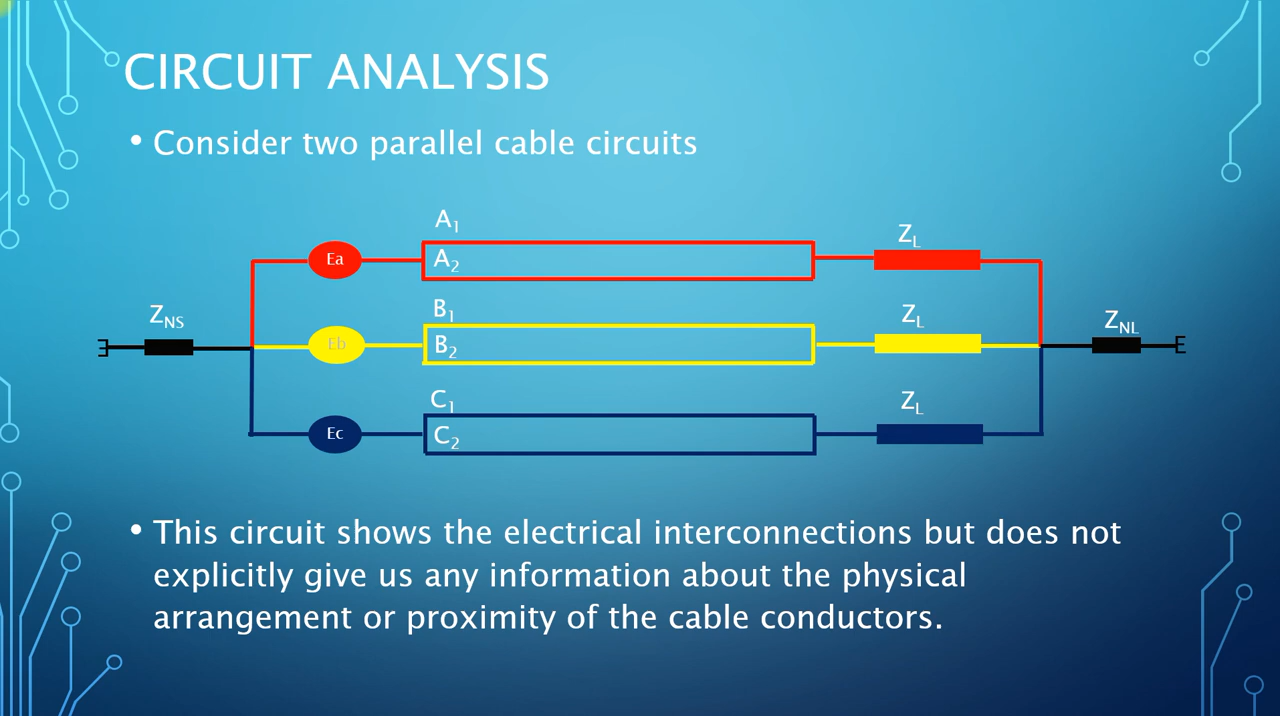 CIRCUIT ANALYSIS
• Consider two parallel cable circuits
A1
ZL
Ea
A2
B1
ZNS
ZL
ZNL
Eb
B2
C1
ZL
Ec
C2
• This circuit shows the electrical interconnections but does not
explicitly give us any information about the physical
arrangement or proximity of the cable conductors.